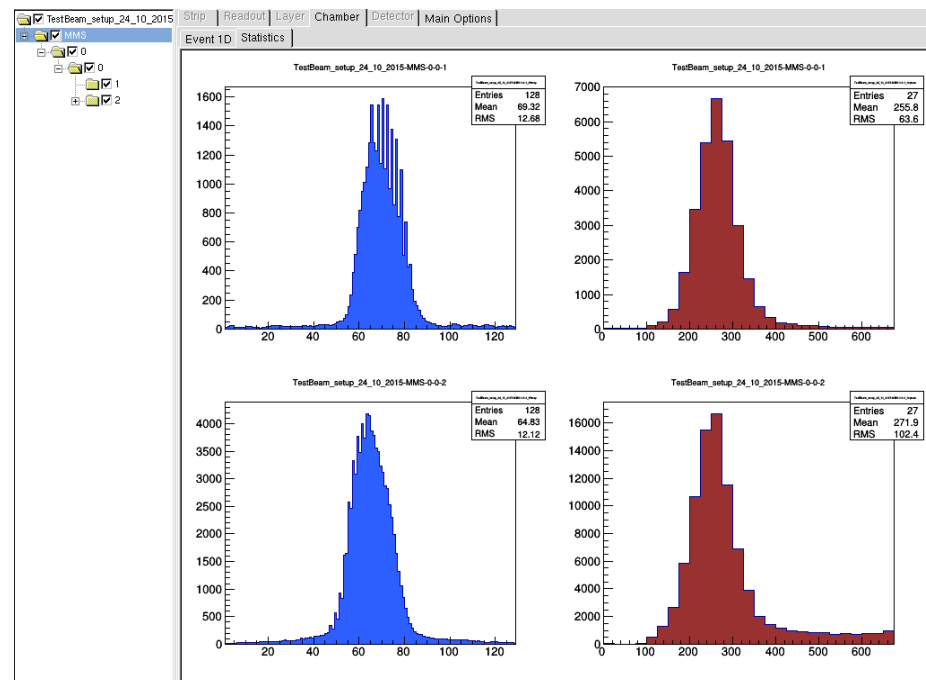 TestBeam_setup_24_10_2015
MMS
0
0
1
2
Strip Readout Layer Chamber Detector Main Options
Event 1D Statistics
TestBeam_setup_24_10_2015-MMS-0-0-1
Entries 128
Mean 69.32
RMS 12.68
1600
1400
1200
1000
800
600
400
200
0
20 40 60 80 100 120
TestBeam_setup_24_10_2015-MMS-0-0-1
Entries 27
Mean 255.8
RMS 63.6
7000
6000
5000
4000
3000
2000
1000
0
0 100 200 300 400 500 600
TestBeam_setup_24_10_2015-MMS-0-0-2
Entries 128
Mean 64.83
RMS 12.12
4000
3500
3000
2500
2000
1500
1000
500
0
20 40 60 80 100 120
TestBeam_setup_24_10_2015-MMS-0-0-2
Entries 27
Mean 271.9
RMS 102.4
16000
14000
12000
10000
8000
6000
4000
2000
0
0 100 200 300 400 500 600